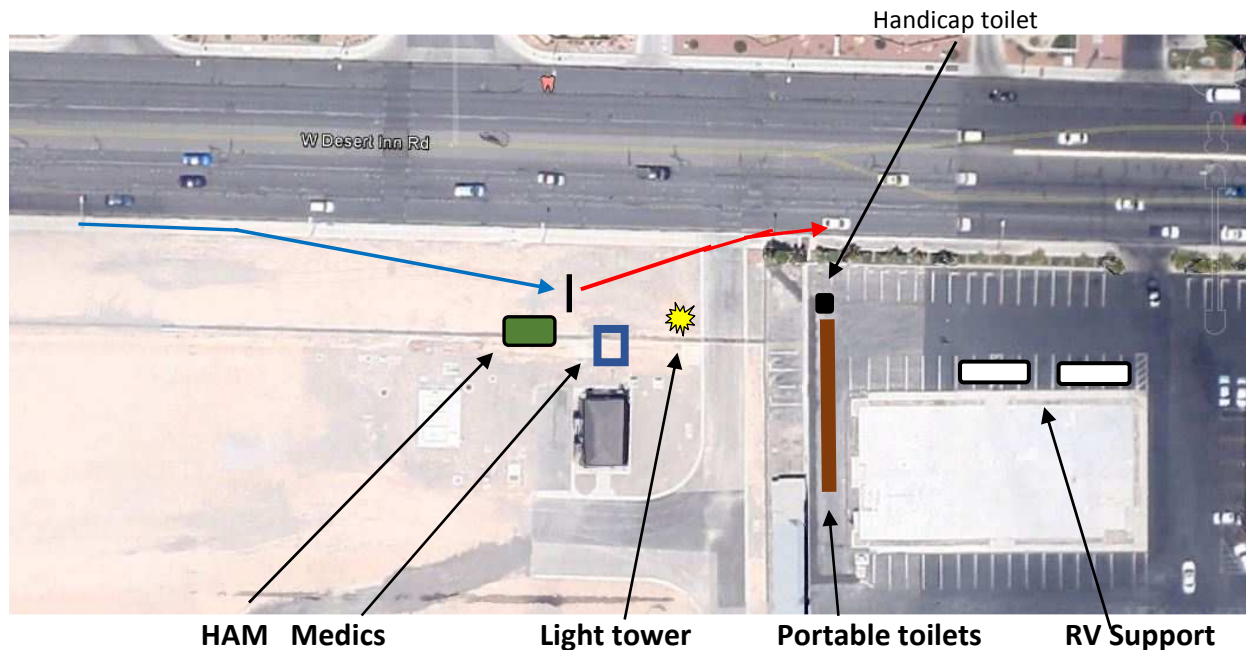 Handicap toilet
W Desert Inn Rd
HAM Medics Light tower Portable toilets RV Support